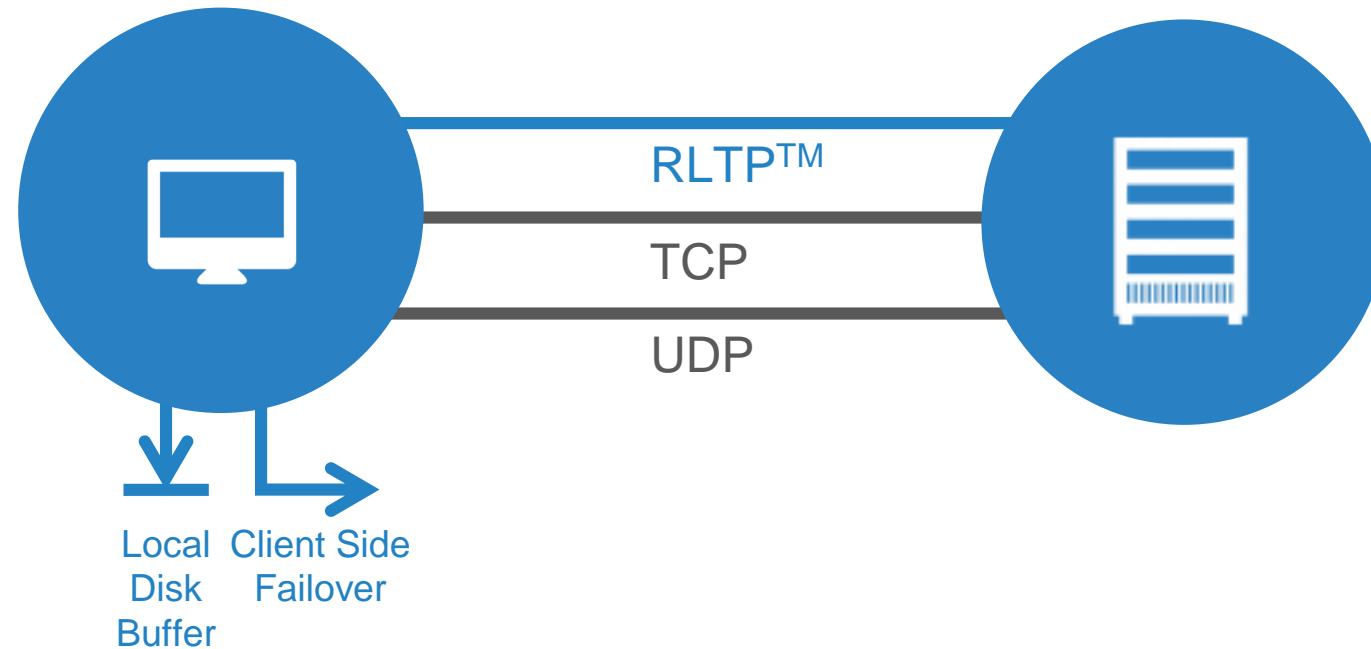 RLTP™
TCP
UDP
Local Client Side
Disk Failover
Buffer